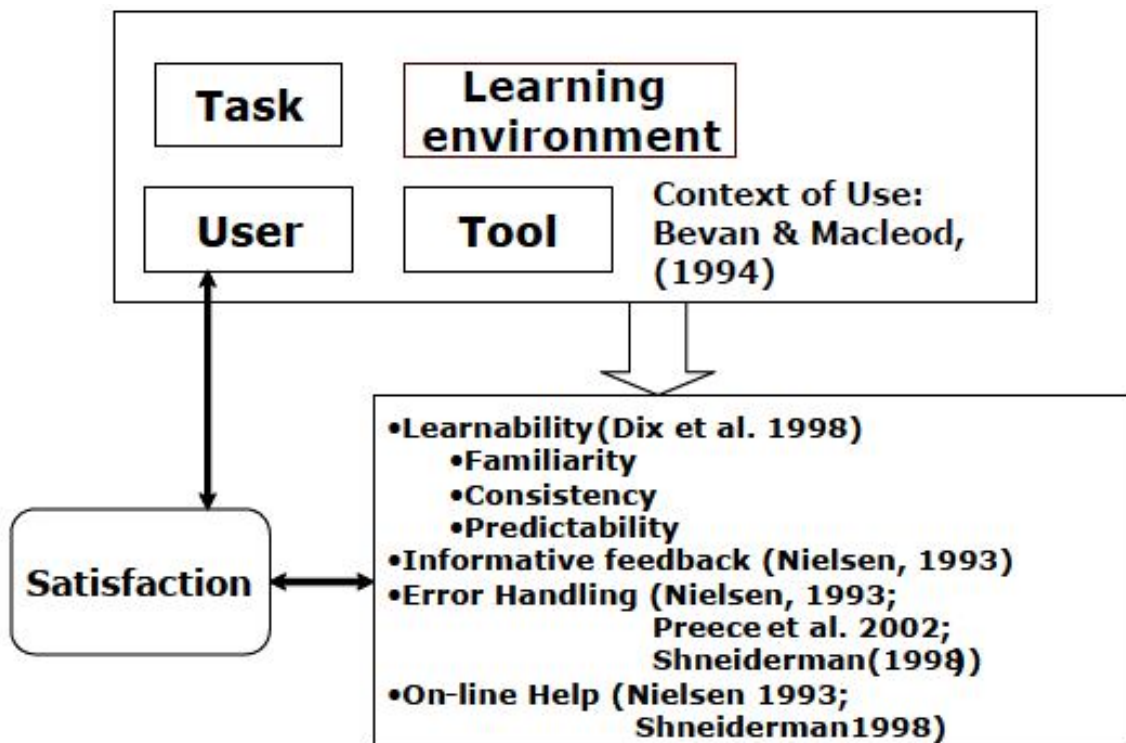 Task
Learning
environment
User
Tool
Context of Use:
Bevan & Macleod,
(1994)
•Learnability (Dix et al. 1998)
•Familiarity
•Consistency
•Predictability
•Informative feedback (Nielsen, 1993)
•Error Handling (Nielsen, 1993;
Preece et al. 2002;
Shneiderman(1998))
•On-line Help (Nielsen 1993;
Shneiderman1998)
Satisfaction